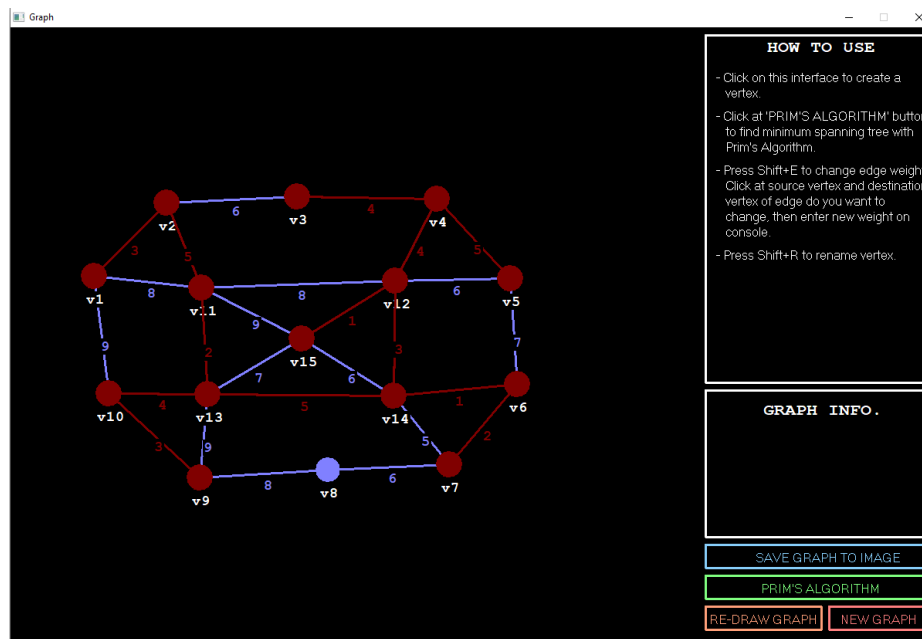 Graph
HOW TO USE
- Click on this interface to create a
vertex.
- Click at 'PRIM'S ALGORITHM' button
to find minimum spanning tree with
Prim's Algorithm.
- Press Shift+E to change edge weigh
Click at source vertex and destination
vertex of edge do you want to
change, then enter new weight on
console.
- Press Shift+R to rename vertex.
6
4
v2
v3
v4
3
5
4
5
v1
8
v11
8
v12
6
v5
9
9
1
7
2
v15
3
7
6
v10
4
v13
5
v14
1
v6
3
9
5
2
v9
8
v8
6
v7
GRAPH INFO.
SAVE GRAPH TO IMAGE
PRIM'S ALGORITHM
RE-DRAW GRAPH
NEW GRAPH